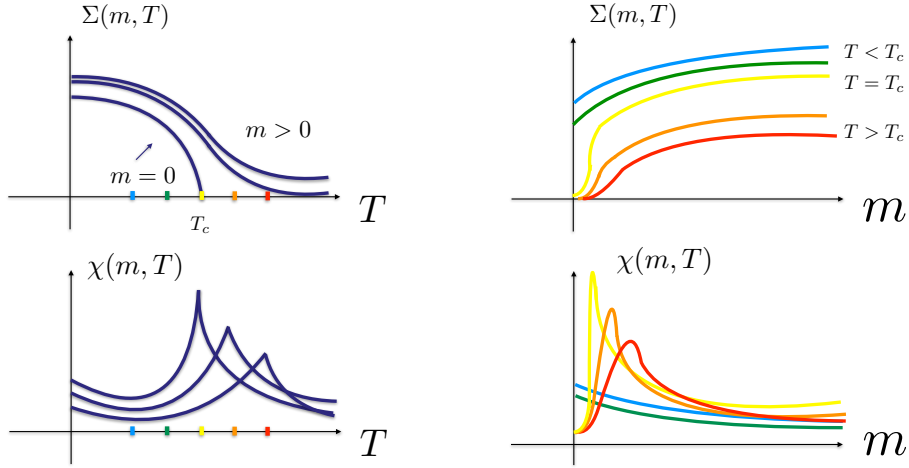 Σ(m, T)
m > 0
m = 0
T_c
T
Σ(m, T)
T < T_c
T = T_c
T > T_c
m
χ(m, T)
T
χ(m, T)
m